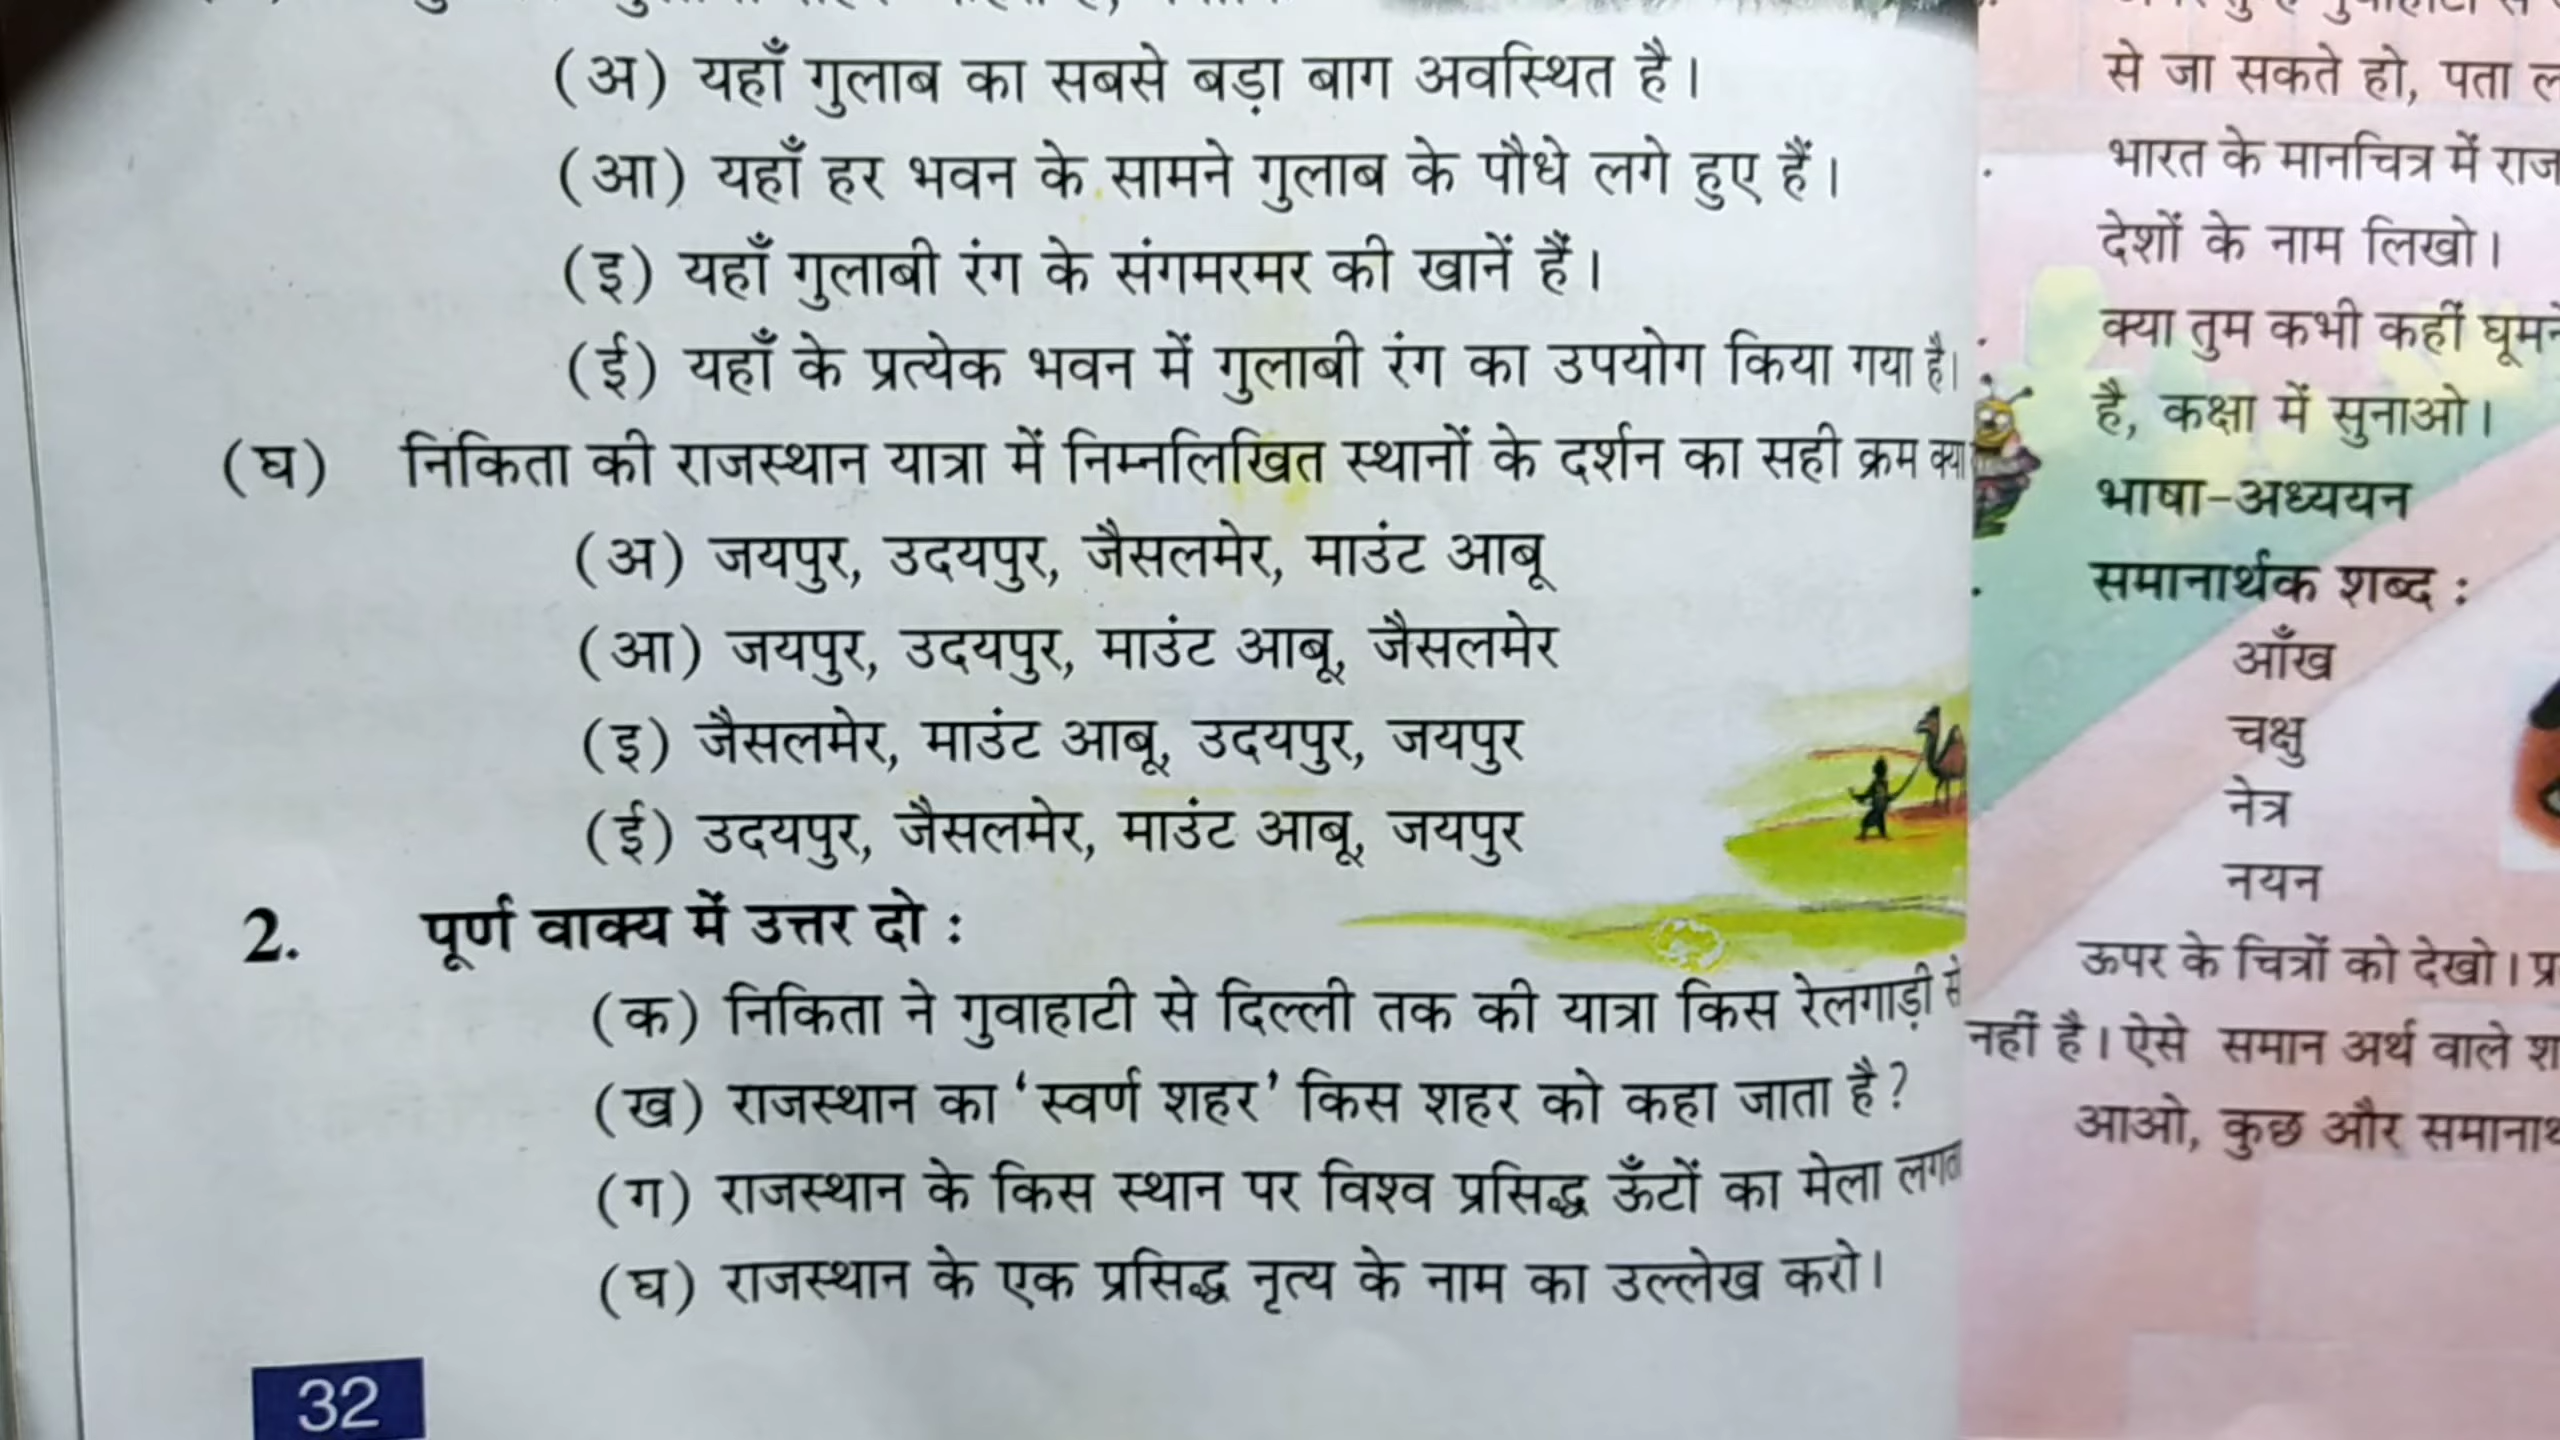 (अ) यहाँ गुलाब का सबसे बड़ा बाग अवस्थित है।
(आ) यहाँ हर भवन के सामने गुलाब के पौधे लगे हुए हैं।
(इ) यहाँ गुलाबी रंग के संगमरमर की खानें हैं।
(ई) यहाँ के प्रत्येक भवन में गुलाबी रंग का उपयोग किया गया है।
(घ) निकिता की राजस्थान यात्रा में निम्नलिखित स्थानों के दर्शन का सही क्रम क्या
(अ) जयपुर, उदयपुर, जैसलमेर, माउंट आबू
(आ) जयपुर, उदयपुर, माउंट आबू, जैसलमेर
(इ) जैसलमेर, माउंट आबू, उदयपुर, जयपुर
(ई) उदयपुर, जैसलमेर, माउंट आबू, जयपुर
2. पूर्ण वाक्य में उत्तर दो :
(क) निकिता ने गुवाहाटी से दिल्ली तक की यात्रा किस रेलगाड़ी से
(ख) राजस्थान का ‘स्वर्ण शहर’ किस शहर को कहा जाता है?
(ग) राजस्थान के किस स्थान पर विश्व प्रसिद्ध ऊँटों का मेला
(घ) राजस्थान के एक प्रसिद्ध नृत्य के नाम का उल्लेख करो।
32
से जा सकते हो, पता
भारत के मानचित्र में
देशों के नाम लिखो।
क्या तुम कभी कहीं
है, कक्षा में सुनाओ।
भाषा-अध्ययन
समानार्थक शब्द :
आँख
चक्षु
नेत्र
नयन
ऊपर के चित्रों को देखो।
नहीं है। ऐसे समान अर्थ वाले
आओ, कुछ और